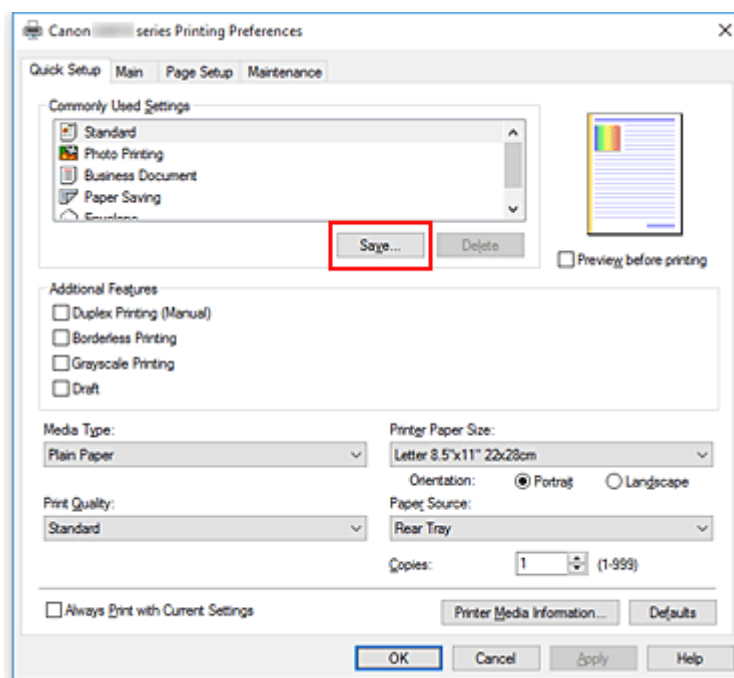 Canon series Printing Preferences
Quick Setup Main Page Setup Maintenance
Commonly Used Settings
Standard
Photo Printing
Business Document
Paper Saving
Envelope
Save... Delete
Preview before printing
Additional Features
Duplex Printing (Manual)
Borderless Printing
Grayscale Printing
Draft
Media Type: Printer Paper Size:
Plain Paper Letter 8.5"x11" 22x28cm
Orientation: Portrait Landscape
Print Quality: Paper Source:
Standard Rear Tray
Copies: 1 (1-999)
Always Print with Current Settings Printer Media Information... Defaults
OK Cancel Apply Help